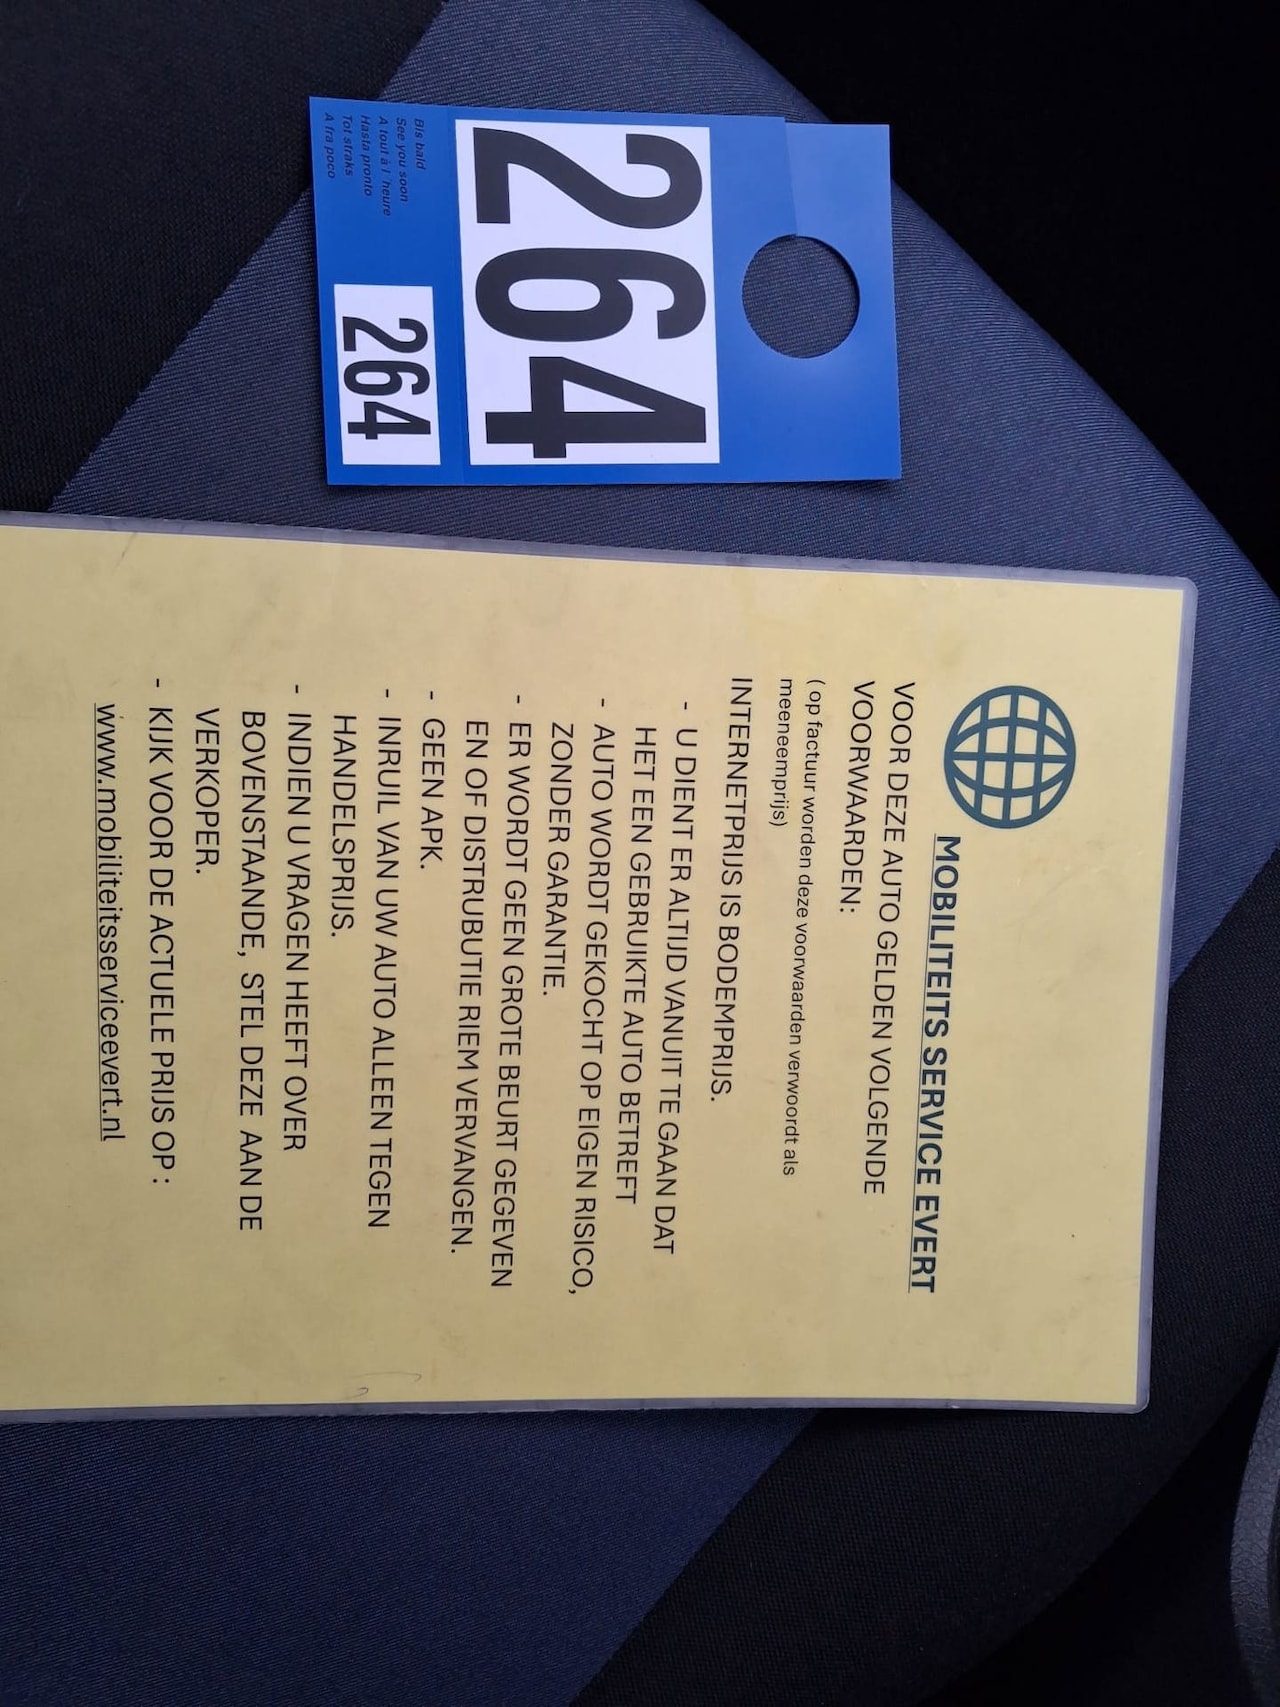 264
Bis bald
See you soon
A tout à l'heure
Hasta pronto
Tot straks
A fra poco
264
MOBILITEITS SERVICE EVERT
VOOR DEZE AUTO GELDEN VOLGENDE
VOORWAARDEN:
( op factuur worden deze voorwaarden verwoordt als
meeneemprijs)
INTERNETPRIJS IS BODEMPRIJS.
- U DIENT ER ALTIJD VANUIT TE GAAN DAT
HET EEN GEBRUIKTE AUTO BETREFT
- AUTO WORDT GEKOCHT OP EIGEN RISICO,
ZONDER GARANTIE.
- ER WORDT GEEN GROTE BEURT GEGEVEN
EN OF DISTRUBUTIE RIEM VERVANGEN.
- GEEN APK.
- INRUIL VAN UW AUTO ALLEEN TEGEN
HANDELSPRIJS.
- INDIEN U VRAGEN HEEFT OVER
BOVENSTAANDE, STEL DEZE AAN DE
VERKOPER.
- KIJK VOOR DE ACTUELE PRIJS OP :
www.mobiliteitsserviceevert.nl